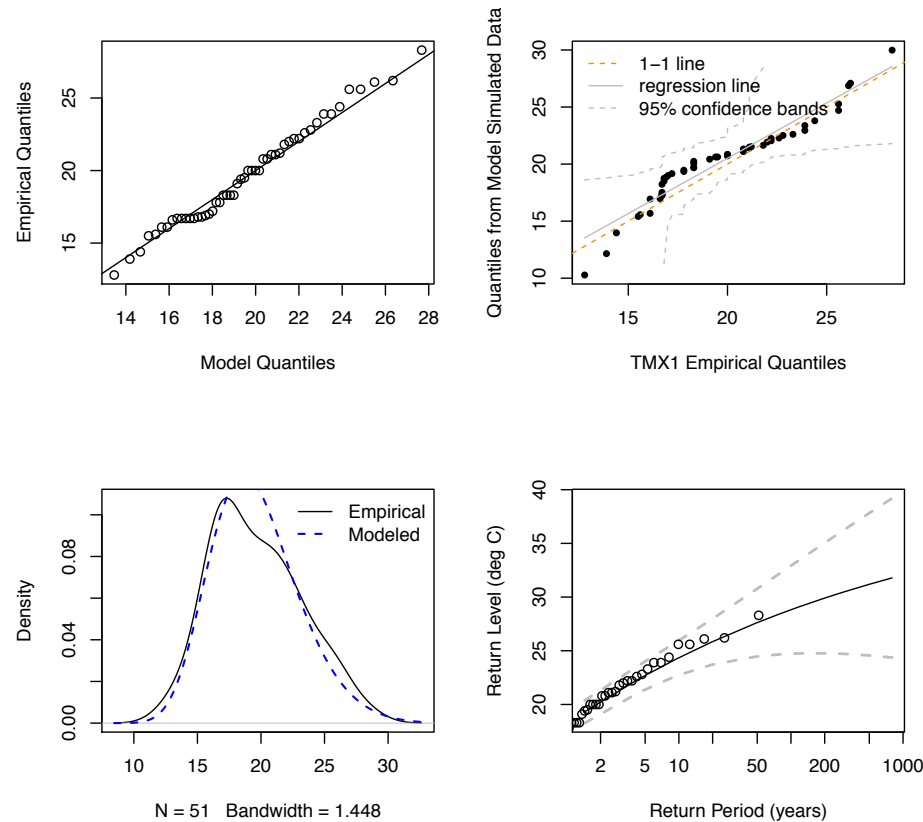 Empirical Quantiles
25
20
15
14 16 18 20 22 24 26 28
Model Quantiles
Quantiles from Model Simulated Data
30
25
20
15
10
1−1 line
regression line
95% confidence bands
15 20 25
TMX1 Empirical Quantiles
Density
0.08
0.04
0.00
Empirical
Modeled
10 15 20 25 30
N = 51 Bandwidth = 1.448
Return Level (deg C)
40
35
30
25
20
2 5 10 50 200 1000
Return Period (years)